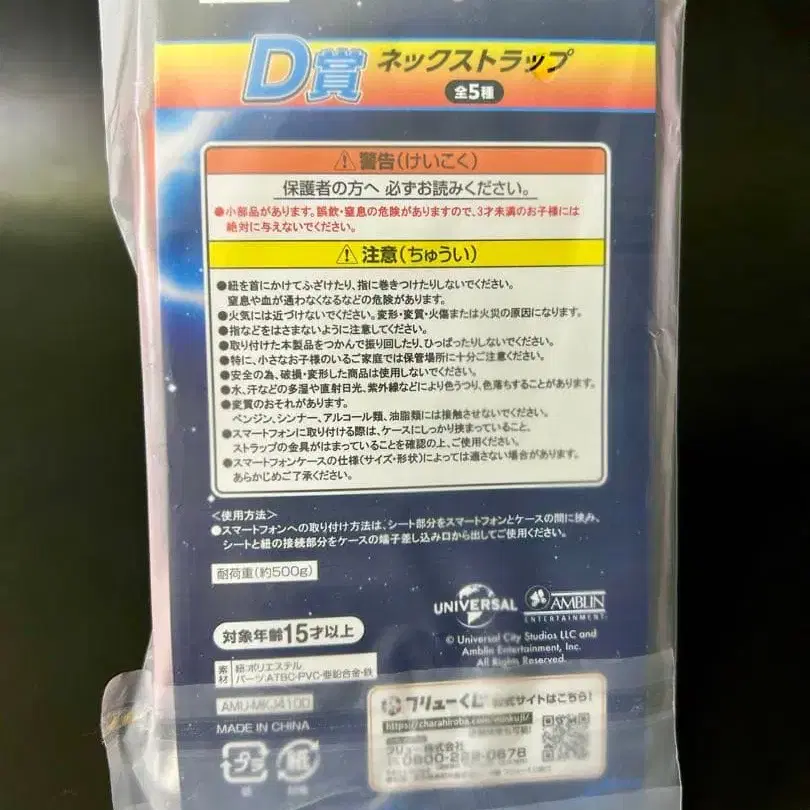 D賞 ネックストラップ
全5種
警告(けいこく)
保護者の方へ 必ずお読みください。
●小部品があります。誤飲・窒息の危険がありますので、3才未満のお子様には
絶対に与えないでください。
注意(ちゅうい)
●紐を首にかけてふざけたり、指に巻きつけたりしないでください。
窒息や血が通わなくなるなどの危険があります。
●火気には近づけないでください。変形・変質・火傷または火災の原因になります。
●指などをはさまないように注意してください。
●取り付けた本製品をつかんで振り回したり、ひっぱったりしないでください。
●特に、小さなお子様のいるご家庭では保管場所に十分ご注意ください。
●安全の為、破損・変形した商品は使用しないでください。
●水、汗などの多湿や直射日光、紫外線などにより色うつり、色落ちすることがあります。
●変質のおそれがあります。
ベンジン、シンナー、アルコール類、油脂類には接触させないでください。
●スマートフォンに取り付ける際は、ケースにしっかり挟まっていること、
ストラップの金具がはまっていることを確認の上、ご使用ください。
●スマートフォンケースの仕様(サイズ・形状)によっては適さない場合があります。
あらかじめご了承ください。
<使用方法>
●スマートフォンへの取り付け方法は、シート部分をスマートフォンとケースの間に挟み、
シートと紐の接続部分をケースの端子差し込み口から出してご使用ください。
耐荷重(約500g)
UNIVERSAL
AMBLIN
ENTERTAINMENT
© Universal City Studios LLC and
Amblin Entertainment, Inc.
All Rights Reserved.
対象年齢15才以上
素材 紐:ポリエステル
パーツ:ATBC-PVC・亜鉛合金・鉄
AMU-MKJ4100
MADE IN CHINA
フリューくじ 公式サイトはこちら!
https://charahiroba.com/minkuji/
フリュー株式会社
プラ
紙